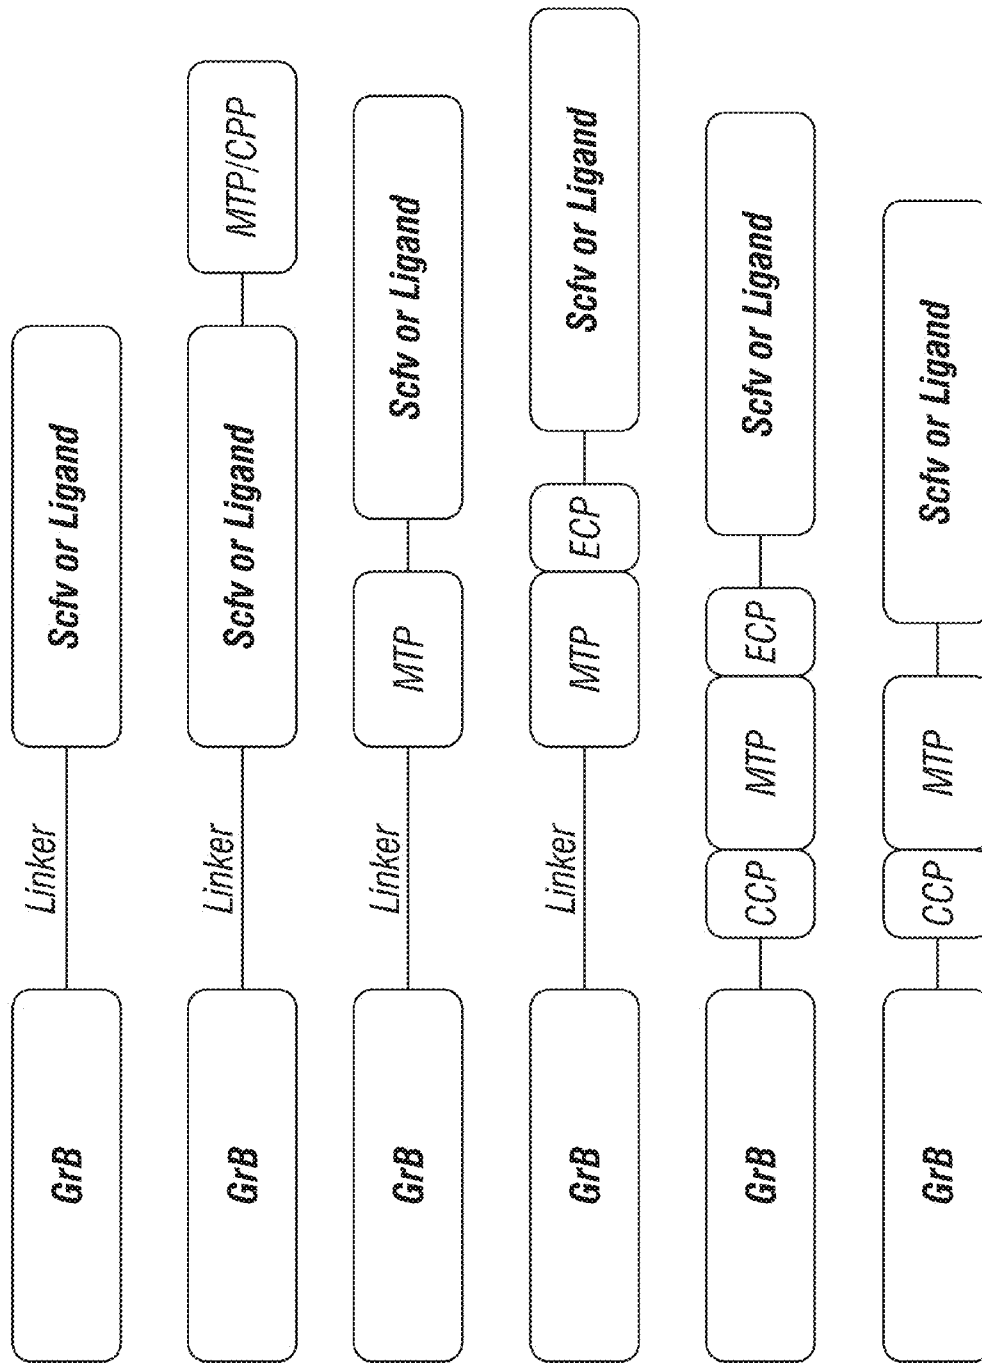 GrB Linker Scfv or Ligand
GrB Linker Scfv or Ligand MTP/CPP
GrB Linker MTP Scfv or Ligand
GrB Linker MTP ECP Scfv or Ligand
GrB CCP MTP ECP Scfv or Ligand
GrB CCP MTP Scfv or Ligand